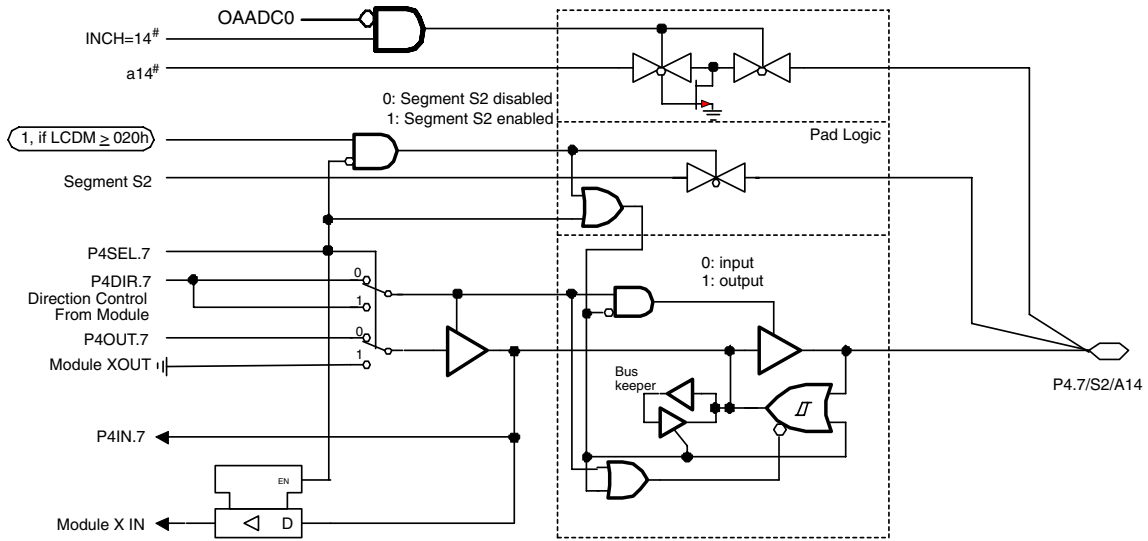 OAADC0
INCH=14#
a14#
0: Segment S2 disabled
1: Segment S2 enabled
Pad Logic
1, if LCDM ≥ 020h
Segment S2
P4SEL.7
P4DIR.7
0
Direction Control
From Module
1
P4OUT.7
0
Module XOUT
1
0: input
1: output
Bus
keeper
P4.7/S2/A14
P4IN.7
EN
Module X IN
D